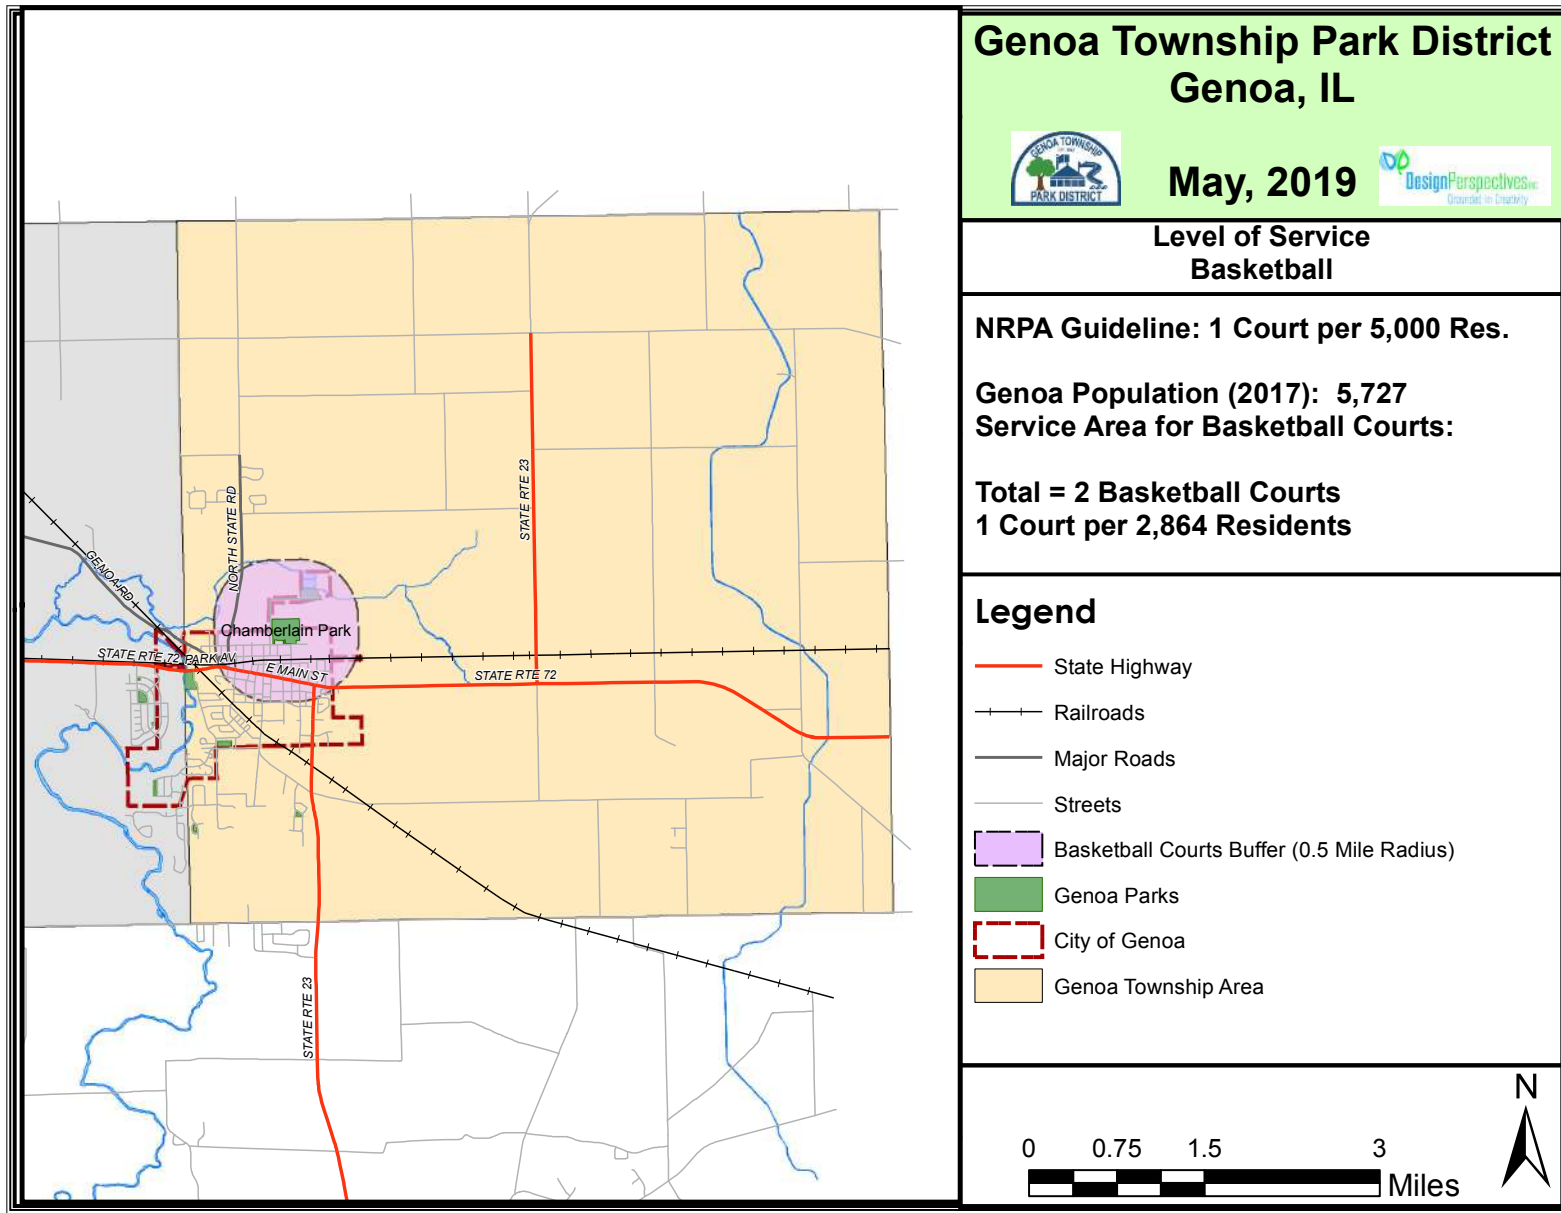 Genoa Township Park District
Genoa, IL
GENOA TOWNSHIP
PARK DISTRICT
May, 2019
DesignPerspectives
Grounded in Creativity
Level of Service
Basketball
NRPA Guideline: 1 Court per 5,000 Res.
Genoa Population (2017): 5,727
Service Area for Basketball Courts:
Total = 2 Basketball Courts
1 Court per 2,864 Residents
Legend
State Highway
Railroads
Major Roads
Streets
Basketball Courts Buffer (0.5 Mile Radius)
Genoa Parks
City of Genoa
Genoa Township Area
0 0.75 1.5 3
Miles
N
STATE RTE 23
NORTH STATE RD
GENOA RD
Chamberlain Park
STATE RTE 72
PARK AV
E MAIN ST
STATE RTE 72
STATE RTE 23